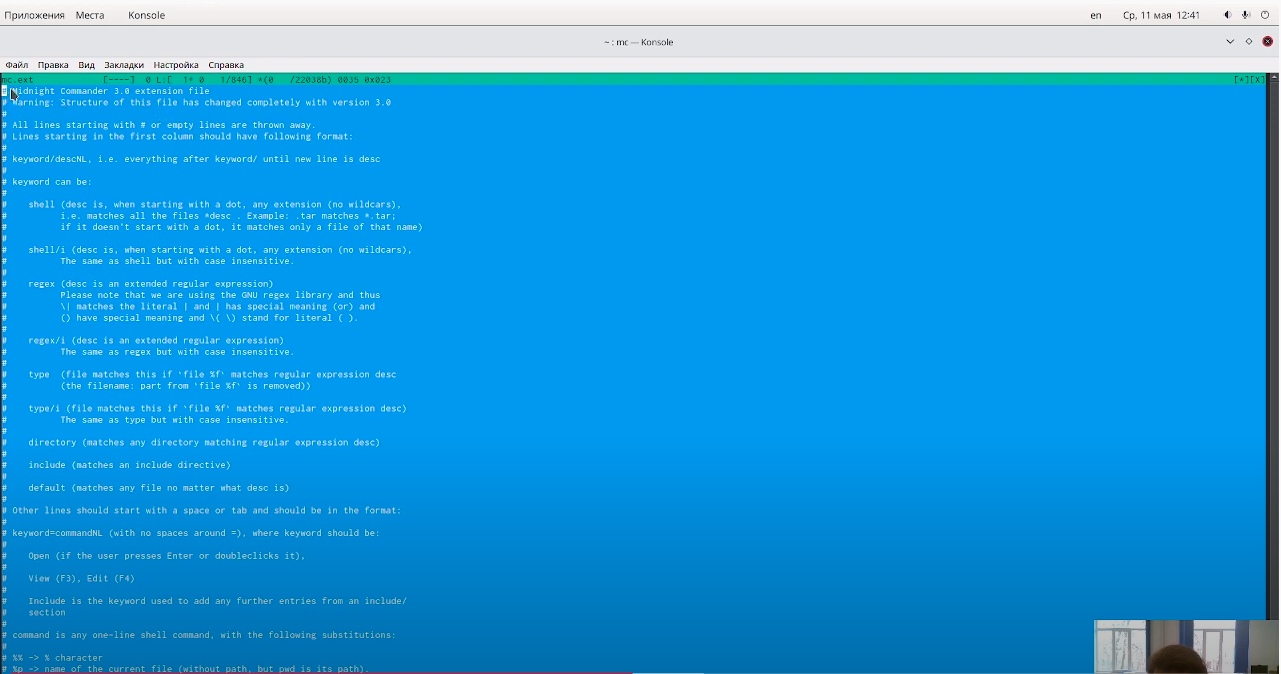 Приложения Места Konsole en Ср, 11 мая 12:41
~ : mc — Konsole
Файл Правка Вид Закладки Настройка Справка
mc.ext [----] 0 L:[ 1+ 0 1/846] *(0 /22038b) 0035 0x023 [*][X]
# Midnight Commander 3.0 extension file
# Warning: Structure of this file has changed completely with version 3.0
#
# All lines starting with # or empty lines are thrown away.
# Lines starting in the first column should have following format:
#
# keyword/descNL, i.e. everything after keyword/ until new line is desc
#
# keyword can be:
#
# shell (desc is, when starting with a dot, any extension (no wildcars),
# i.e. matches all the files *desc . Example: .tar matches *.tar;
# if it doesn't start with a dot, it matches only a file of that name)
#
# shell/i (desc is, when starting with a dot, any extension (no wildcars),
# The same as shell but with case insensitive.
#
# regex (desc is an extended regular expression)
# Please note that we are using the GNU regex library and thus
# \| matches the literal | and | has special meaning (or) and
# () have special meaning and \( \) stand for literal ( ).
#
# regex/i (desc is an extended regular expression)
# The same as regex but with case insensitive.
#
# type (file matches this if `file %f` matches regular expression desc
# (the filename: part from `file %f` is removed))
#
# type/i (file matches this if `file %f` matches regular expression desc)
# The same as type but with case insensitive.
#
# directory (matches any directory matching regular expression desc)
#
# include (matches an include directive)
#
# default (matches any file no matter what desc is)
#
# Other lines should start with a space or tab and should be in the format:
#
# keyword=commandNL (with no spaces around =), where keyword should be:
#
# Open (if the user presses Enter or doubleclicks it),
#
# View (F3), Edit (F4)
#
# Include is the keyword used to add any further entries from an include/
# section
#
# command is any one-line shell command, with the following substitutions:
#
# %% -> % character
# %p -> name of the current file (without path, but pwd is its path).